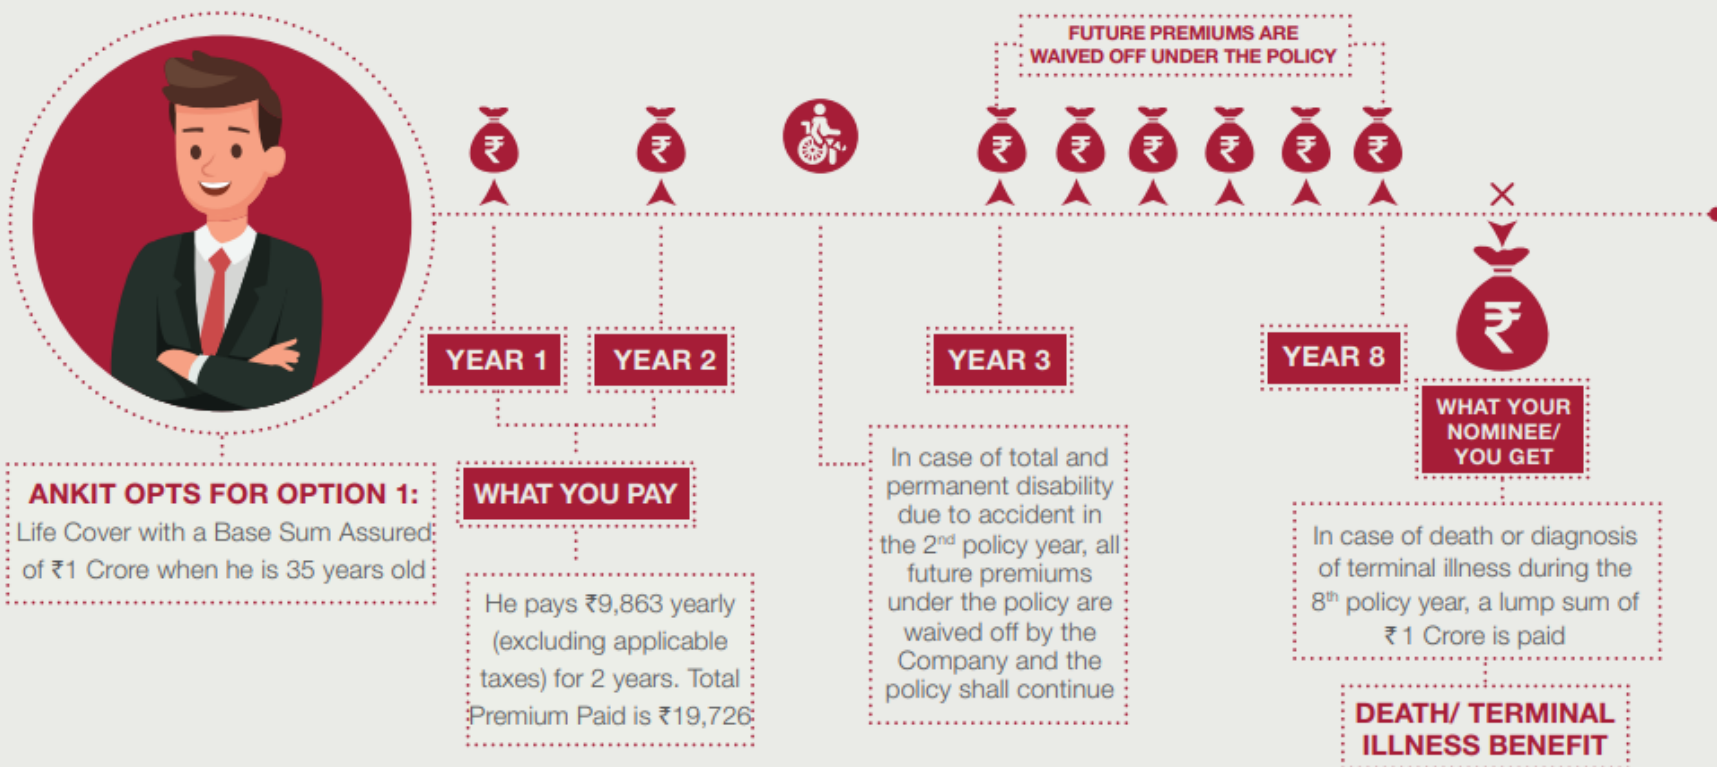 FUTURE PREMIUMS ARE
WAIVED OFF UNDER THE POLICY
₹
₹
₹
₹
₹
₹
₹
₹
₹
YEAR 1
YEAR 2
YEAR 3
YEAR 8
WHAT YOUR
NOMINEE/
YOU GET
ANKIT OPTS FOR OPTION 1:
Life Cover with a Base Sum Assured
of ₹1 Crore when he is 35 years old
WHAT YOU PAY
He pays ₹9,863 yearly
(excluding applicable
taxes) for 2 years. Total
Premium Paid is ₹19,726
In case of total and
permanent disability
due to accident in
the 2nd policy year, all
future premiums
under the policy are
waived off by the
Company and the
policy shall continue
In case of death or diagnosis
of terminal illness during the
8th policy year, a lump sum of
₹ 1 Crore is paid
DEATH/ TERMINAL
ILLNESS BENEFIT